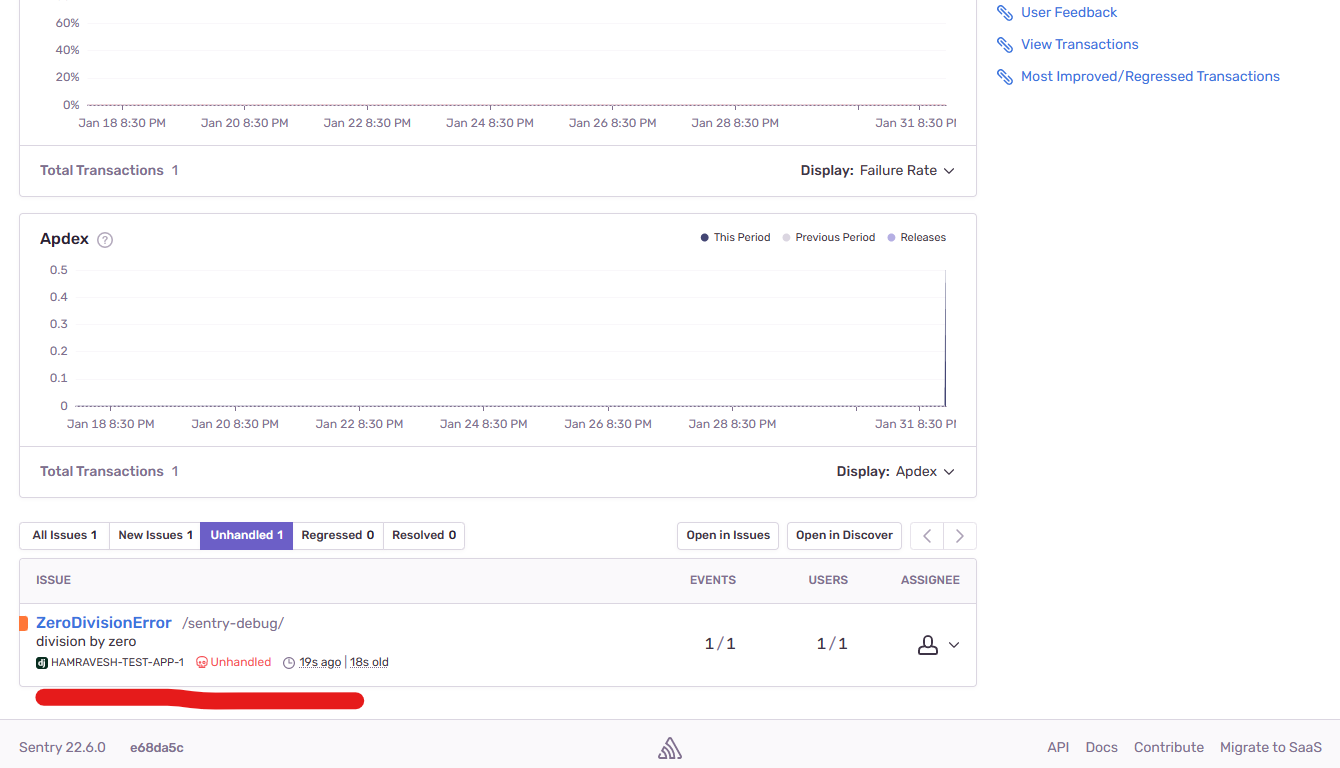 60%
40%
20%
0%
Jan 18 8:30 PM Jan 20 8:30 PM Jan 22 8:30 PM Jan 24 8:30 PM Jan 26 8:30 PM Jan 28 8:30 PM Jan 31 8:30 PM
Total Transactions 1
Display: Failure Rate
User Feedback
View Transactions
Most Improved/Regressed Transactions
Apdex ?
This Period Previous Period Releases
0.5
0.4
0.3
0.2
0.1
0
Jan 18 8:30 PM Jan 20 8:30 PM Jan 22 8:30 PM Jan 24 8:30 PM Jan 26 8:30 PM Jan 28 8:30 PM Jan 31 8:30 PM
Total Transactions 1
Display: Apdex
All Issues 1 New Issues 1 Unhandled 1 Regressed 0 Resolved 0
Open in Issues Open in Discover
ISSUE EVENTS USERS ASSIGNEE
ZeroDivisionError /sentry-debug/
division by zero
dj HAMRAVESH-TEST-APP-1 Unhandled 19s ago | 18s old
1 / 1 1 / 1
Sentry 22.6.0 e68da5c
API Docs Contribute Migrate to SaaS